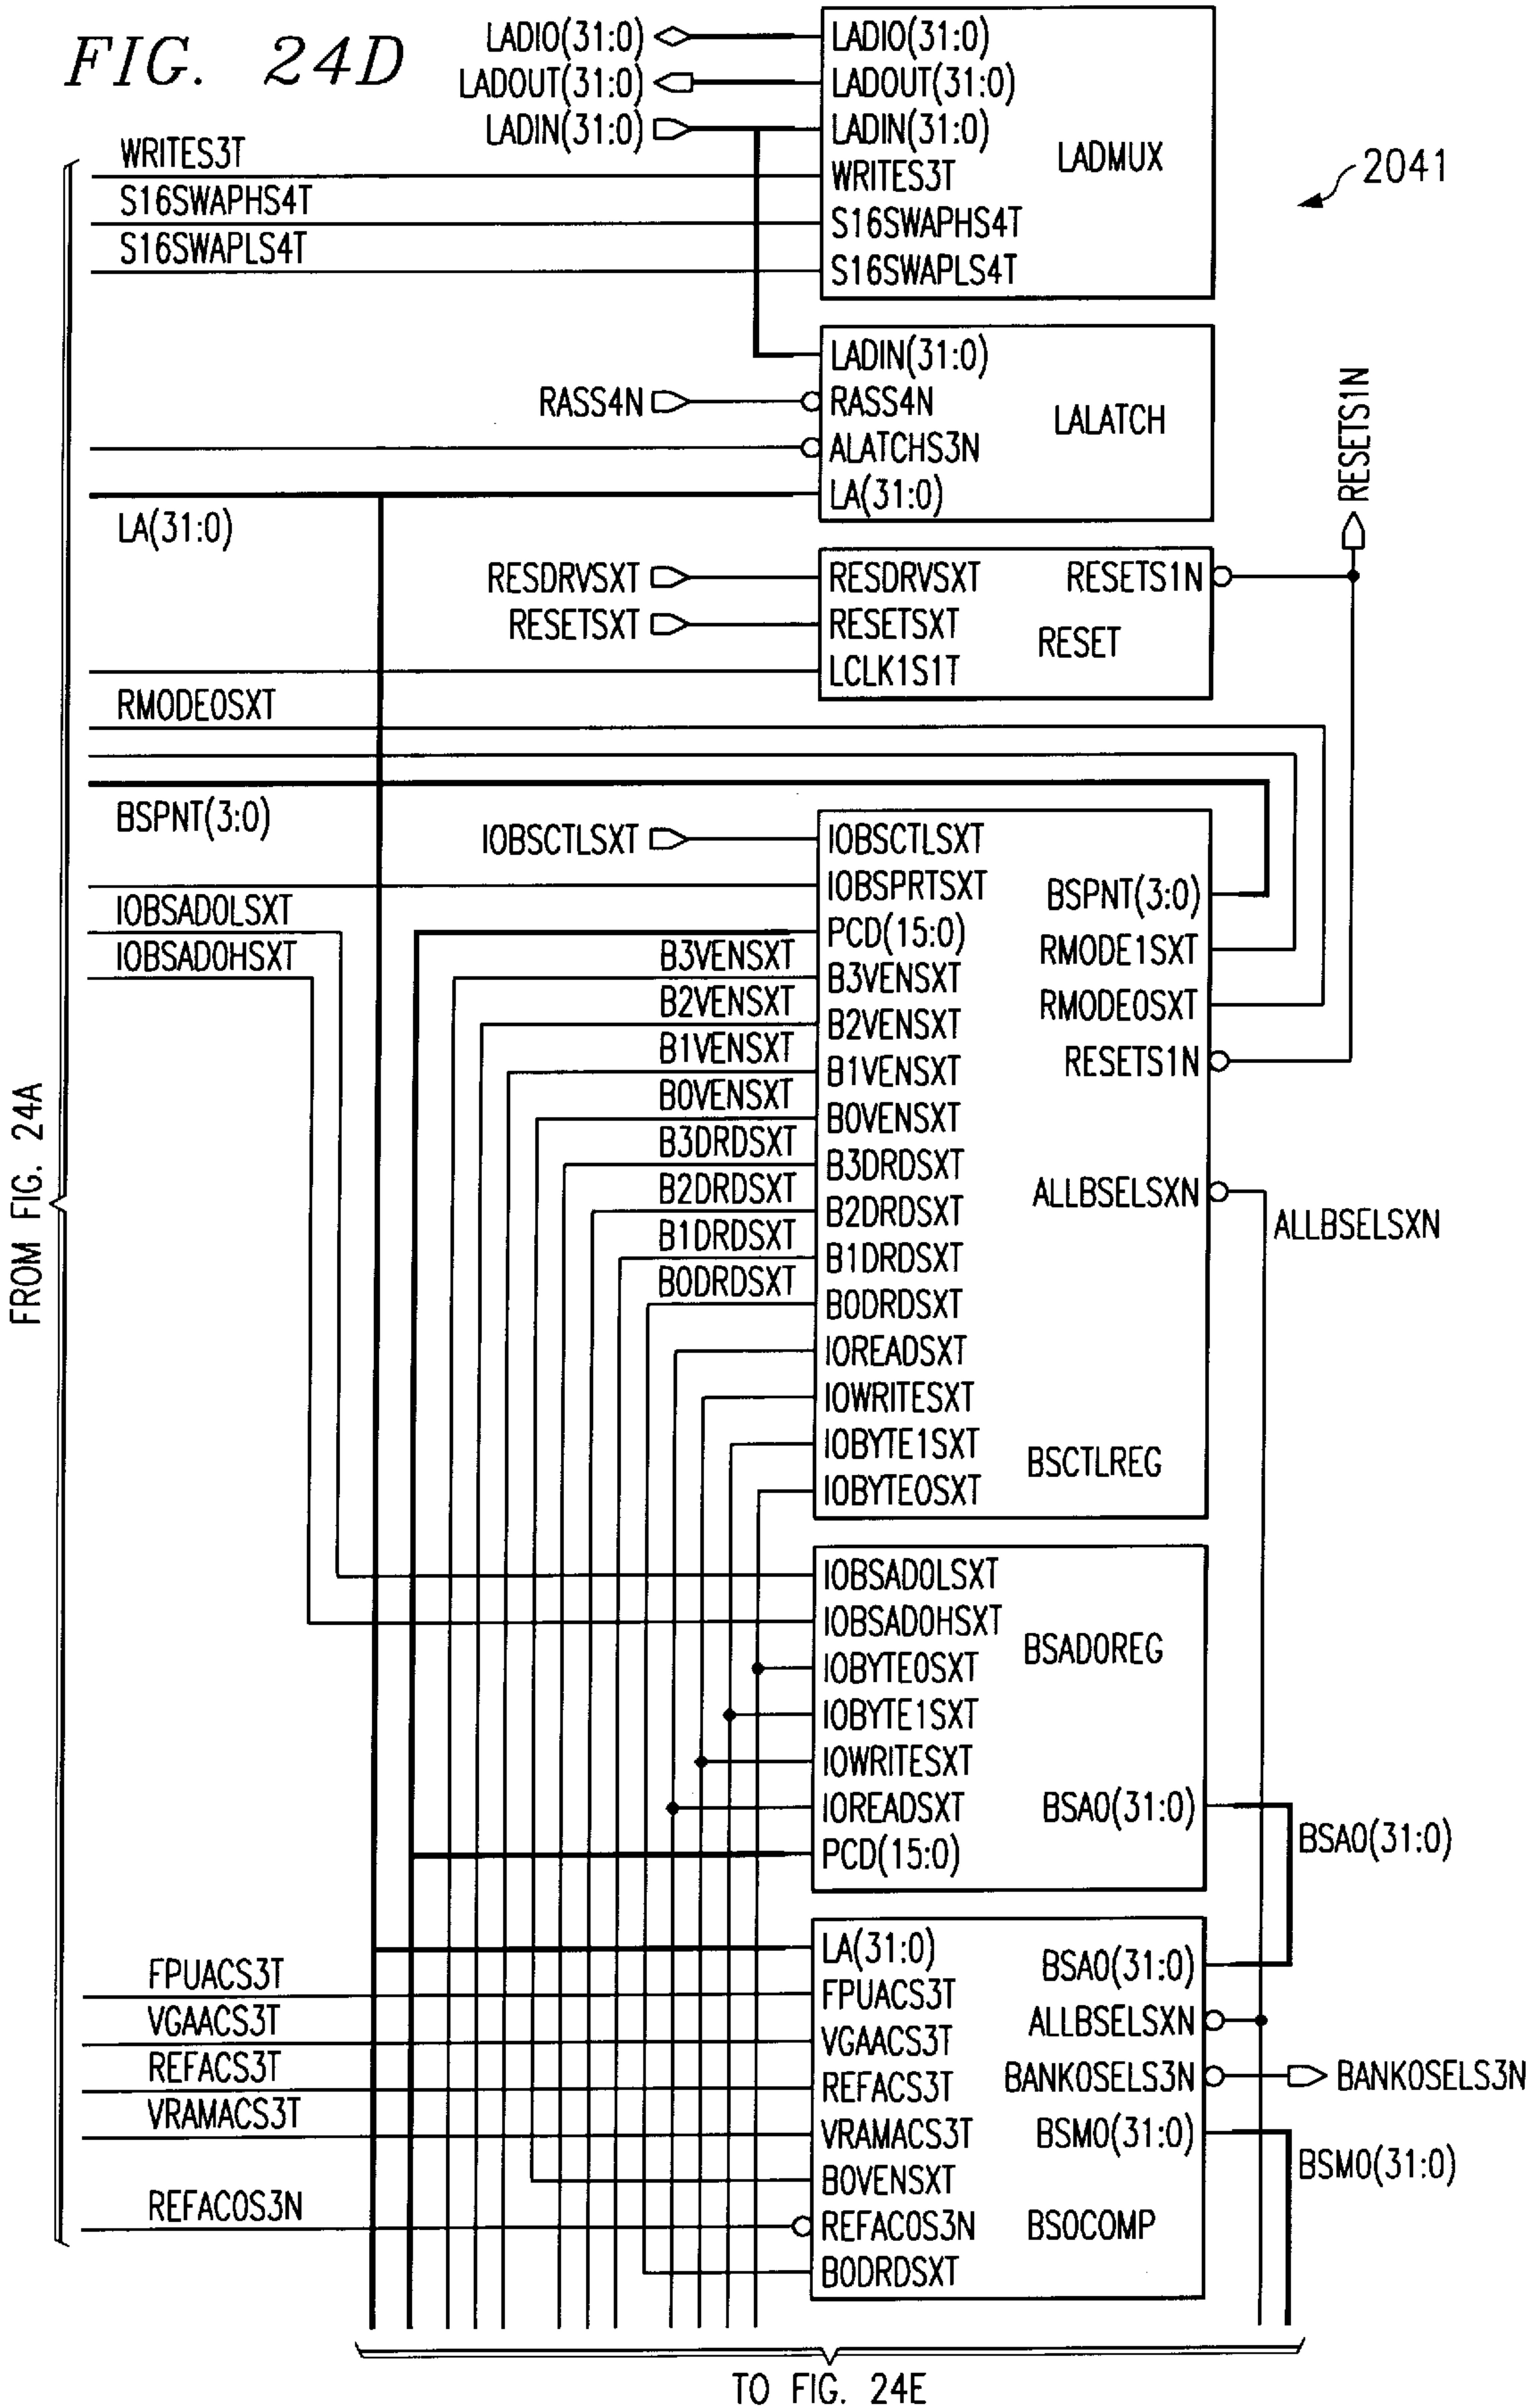 FIG. 24D
LADIO(31:0)
LADOUT(31:0)
LADIN(31:0)
LADIO(31:0)
LADOUT(31:0)
LADIN(31:0)
WRITES3T
S16SWAPHS4T
S16SWAPLS4T
LADMUX
2041
WRITES3T
S16SWAPHS4T
S16SWAPLS4T
LADIN(31:0)
RASS4N
RASS4N
ALATCHS3N
LA(31:0)
LALATCH
LA(31:0)
RESETS1N
RESDRVSXT
RESETSXT
RESDRVSXT
RESETSXT
LCLK1S1T
RESETS1N
RESET
RMODE0SXT
BSPNT(3:0)
IOBSCTLSXT
IOBSAD0LSXT
IOBSAD0HSXT
B3VENSXT
B2VENSXT
B1VENSXT
B0VENSXT
B3DRDSXT
B2DRDSXT
B1DRDSXT
B0DRDSXT
IOBSCTLSXT
IOBSPRTSXT
PCD(15:0)
B3VENSXT
B2VENSXT
B1VENSXT
B0VENSXT
B3DRDSXT
B2DRDSXT
B1DRDSXT
B0DRDSXT
IOREADSXT
IOWRITESXT
IOBYTE1SXT
IOBYTE0SXT
BSPNT(3:0)
RMODE1SXT
RMODE0SXT
RESETS1N
ALLBSELSXN
BSCTLREG
ALLBSELSXN
FROM FIG. 24A
IOBSAD0LSXT
IOBSAD0HSXT
IOBYTE0SXT
IOBYTE1SXT
IOWRITESXT
IOREADSXT
PCD(15:0)
BSAD0REG
BSA0(31:0)
BSA0(31:0)
FPUACS3T
VGAACS3T
REFACS3T
VRAMACS3T
REFAC0S3N
LA(31:0)
FPUACS3T
VGAACS3T
REFACS3T
VRAMACS3T
B0VENSXT
REFAC0S3N
B0DRDSXT
BSA0(31:0)
ALLBSELSXN
BANK0SELS3N
BSM0(31:0)
BS0COMP
BANK0SELS3N
BSM0(31:0)
TO FIG. 24E